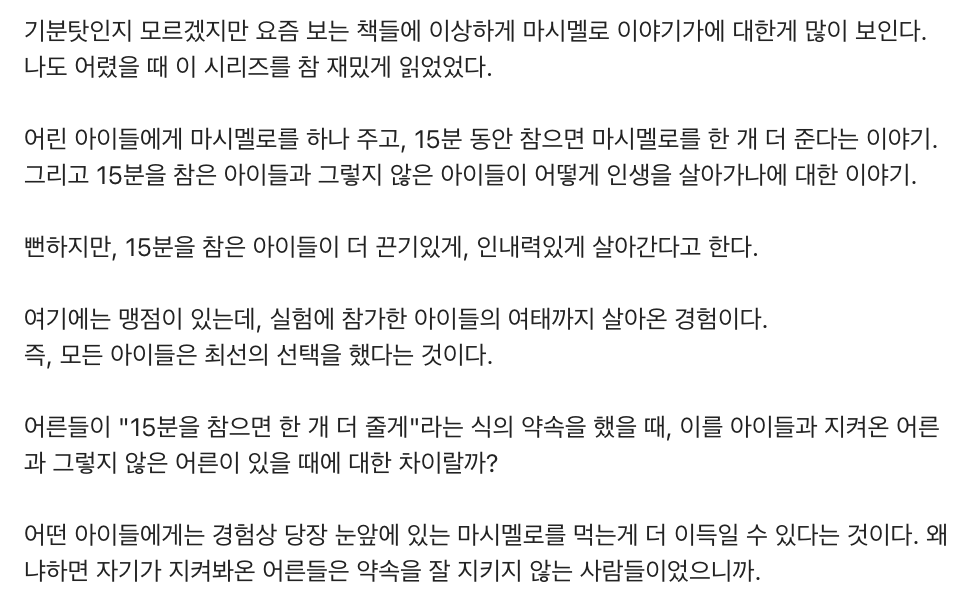 기분탓인지 모르겠지만 요즘 보는 책들에 이상하게 마시멜로 이야기가에 대한게 많이 보인다.
나도 어렸을 때 이 시리즈를 참 재밌게 읽었었다.
어린 아이들에게 마시멜로를 하나 주고, 15분 동안 참으면 마시멜로를 한 개 더 준다는 이야기.
그리고 15분을 참은 아이들과 그렇지 않은 아이들이 어떻게 인생을 살아가나에 대한 이야기.
뻔하지만, 15분을 참은 아이들이 더 끈기있게, 인내력있게 살아간다고 한다.
여기에는 맹점이 있는데, 실험에 참가한 아이들의 여태까지 살아온 경험이다.
즉, 모든 아이들은 최선의 선택을 했다는 것이다.
어른들이 "15분을 참으면 한 개 더 줄게"라는 식의 약속을 했을 때, 이를 아이들과 지켜온 어른
과 그렇지 않은 어른이 있을 때에 대한 차이랄까?
어떤 아이들에게는 경험상 당장 눈앞에 있는 마시멜로를 먹는게 더 이득일 수 있다는 것이다. 왜
냐하면 자기가 지켜봐온 어른들은 약속을 잘 지키지 않는 사람들이었으니까.